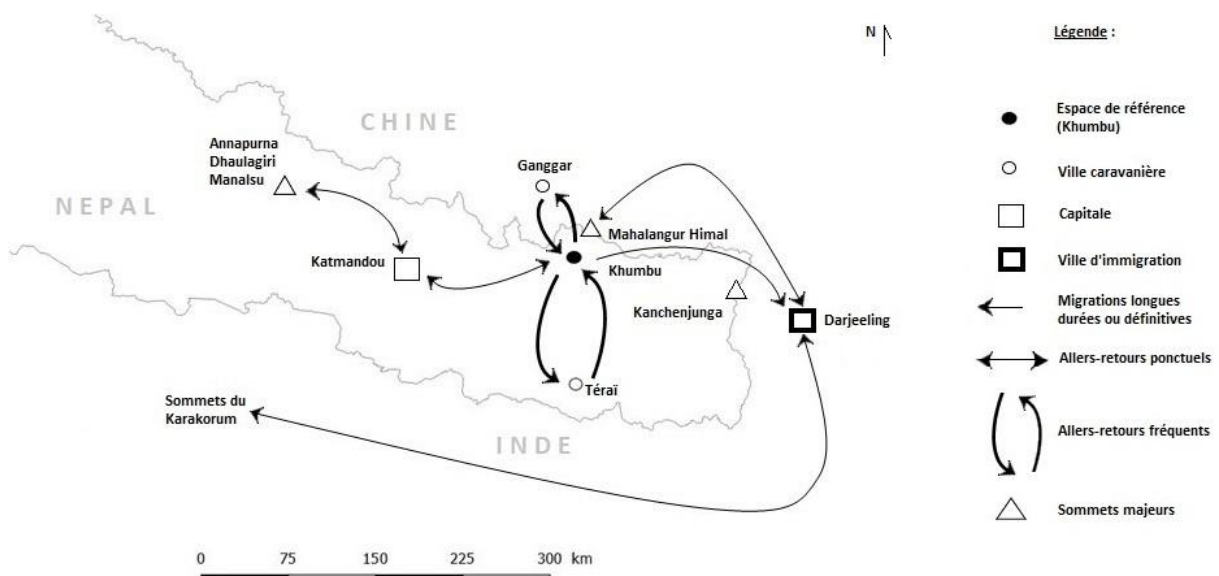 N
Légende :
CHINE
Annapurna
Dhaulagiri
Manalsu
Ganggar
NEPAL
Mahalangur Himal
Katmandou
Khumbu
Kanchenjunga
Darjeeling
Téraï
Sommets du
Karakorum
INDE
0 75 150 225 300 km
Espace de référence
(Khumbu)
Ville caravanière
Capitale
Ville d'immigration
Migrations longues
durées ou définitives
Allers-retours ponctuels
Allers-retours fréquents
Sommets majeurs